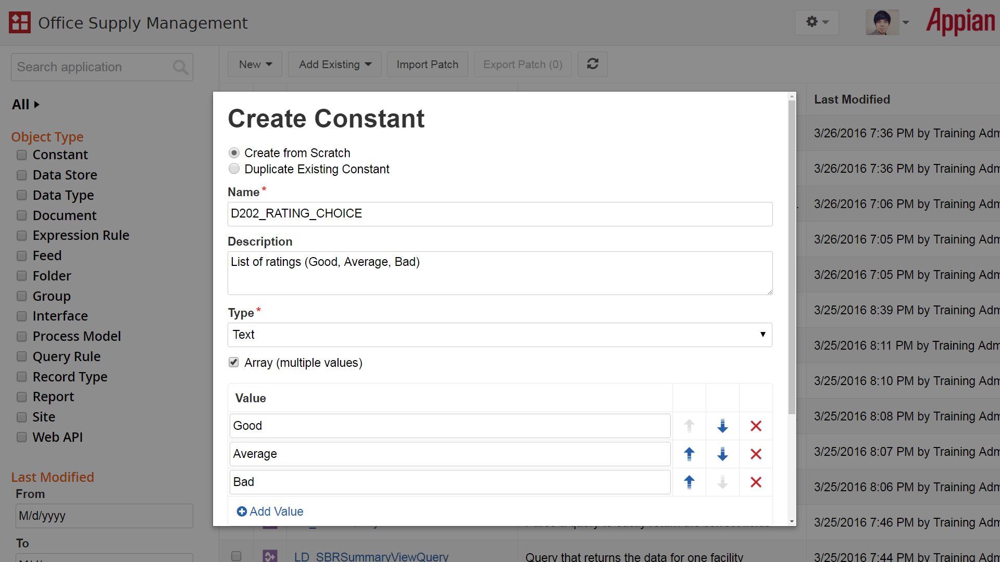 Office Supply Management
Appian
Search application
New
Add Existing
Import Patch
Export Patch (0)
All
Object Type
Constant
Data Store
Data Type
Document
Expression Rule
Feed
Folder
Group
Interface
Process Model
Query Rule
Record Type
Report
Site
Web API
Last Modified
From
M/d/yyyy
To
Create Constant
Create from Scratch
Duplicate Existing Constant
Name *
D202_RATING_CHOICE
Description
List of ratings (Good, Average, Bad)
Type *
Text
Array (multiple values)
Value
Good
Average
Bad
Add Value
Last Modified
3/26/2016 7:36 PM by Training Adm
3/26/2016 7:36 PM by Training Adm
3/26/2016 7:06 PM by Training Adm
3/26/2016 7:05 PM by Training Adm
3/26/2016 7:05 PM by Training Adm
3/25/2016 8:39 PM by Training Adm
3/25/2016 8:11 PM by Training Adm
3/25/2016 8:10 PM by Training Adm
3/25/2016 8:08 PM by Training Adm
3/25/2016 8:07 PM by Training Adm
3/25/2016 8:06 PM by Training Adm
3/25/2016 7:46 PM by Training Adm
LD_SBRSummaryViewQuery
Query that returns the data for one facility
3/25/2016 7:44 PM by Training Adm